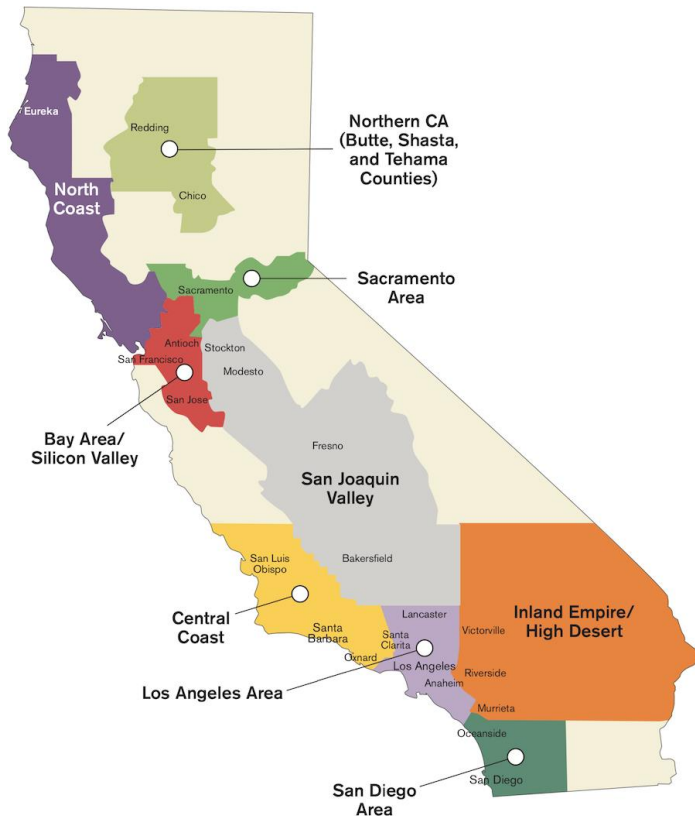 Eureka
Redding
Northern CA
(Butte, Shasta,
and Tehama
Counties)
North
Coast
Chico
Sacramento
Sacramento
Area
Antioch
Stockton
San Francisco
Modesto
San Jose
Bay Area/
Silicon Valley
Fresno
San Joaquin
Valley
San Luis
Obispo
Bakersfield
Central
Coast
Santa
Barbara
Oxnard
Lancaster
Santa
Clarita
Los Angeles
Anaheim
Los Angeles Area
Inland Empire/
High Desert
Victorville
Riverside
Murrieta
Oceanside
San Diego
San Diego
Area